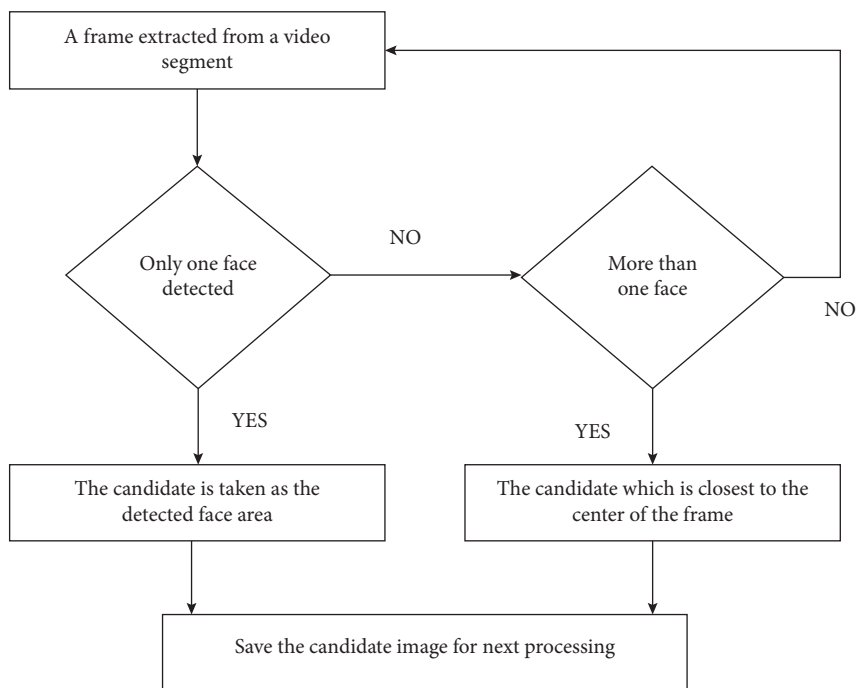 A frame extracted from a video
segment
Only one face
detected
NO
More than
one face
NO
YES
YES
The candidate is taken as the
detected face area
The candidate which is closest to the
center of the frame
Save the candidate image for next processing